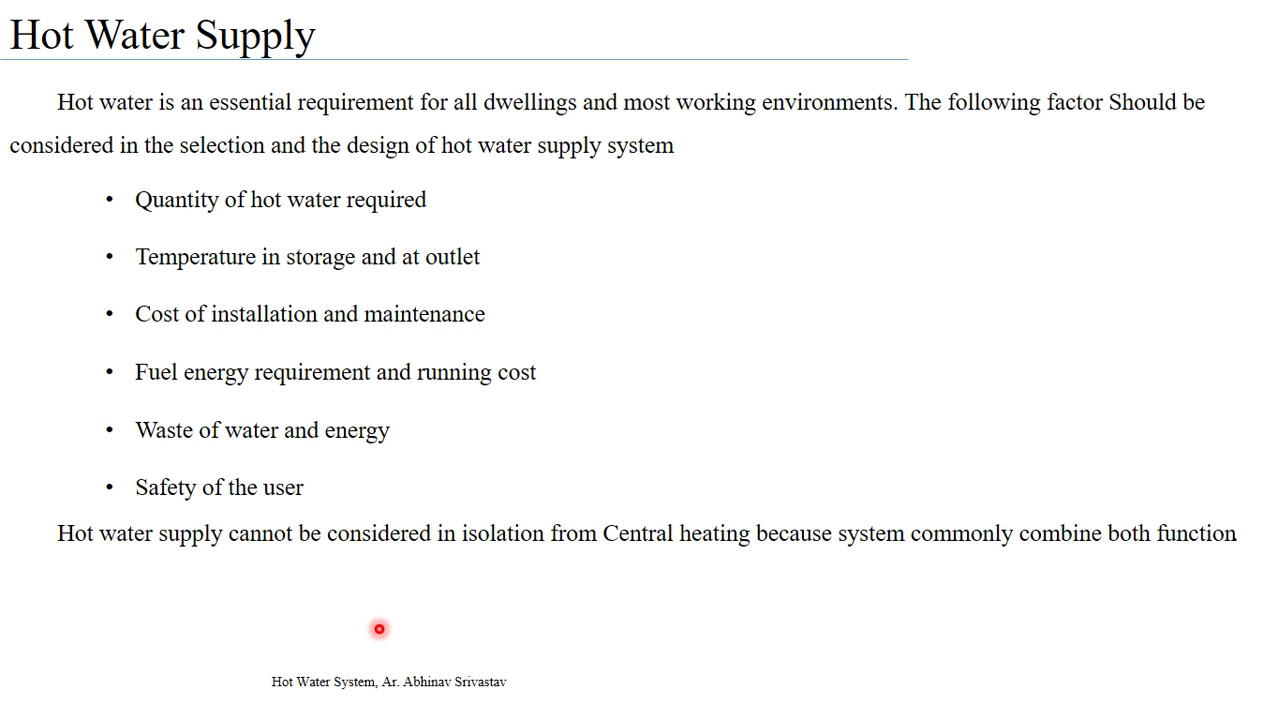 Hot Water Supply
Hot water is an essential requirement for all dwellings and most working environments. The following factor Should be
considered in the selection and the design of hot water supply system
• Quantity of hot water required
• Temperature in storage and at outlet
• Cost of installation and maintenance
• Fuel energy requirement and running cost
• Waste of water and energy
• Safety of the user
Hot water supply cannot be considered in isolation from Central heating because system commonly combine both function.
Hot Water System, Ar. Abhinav Srivastav